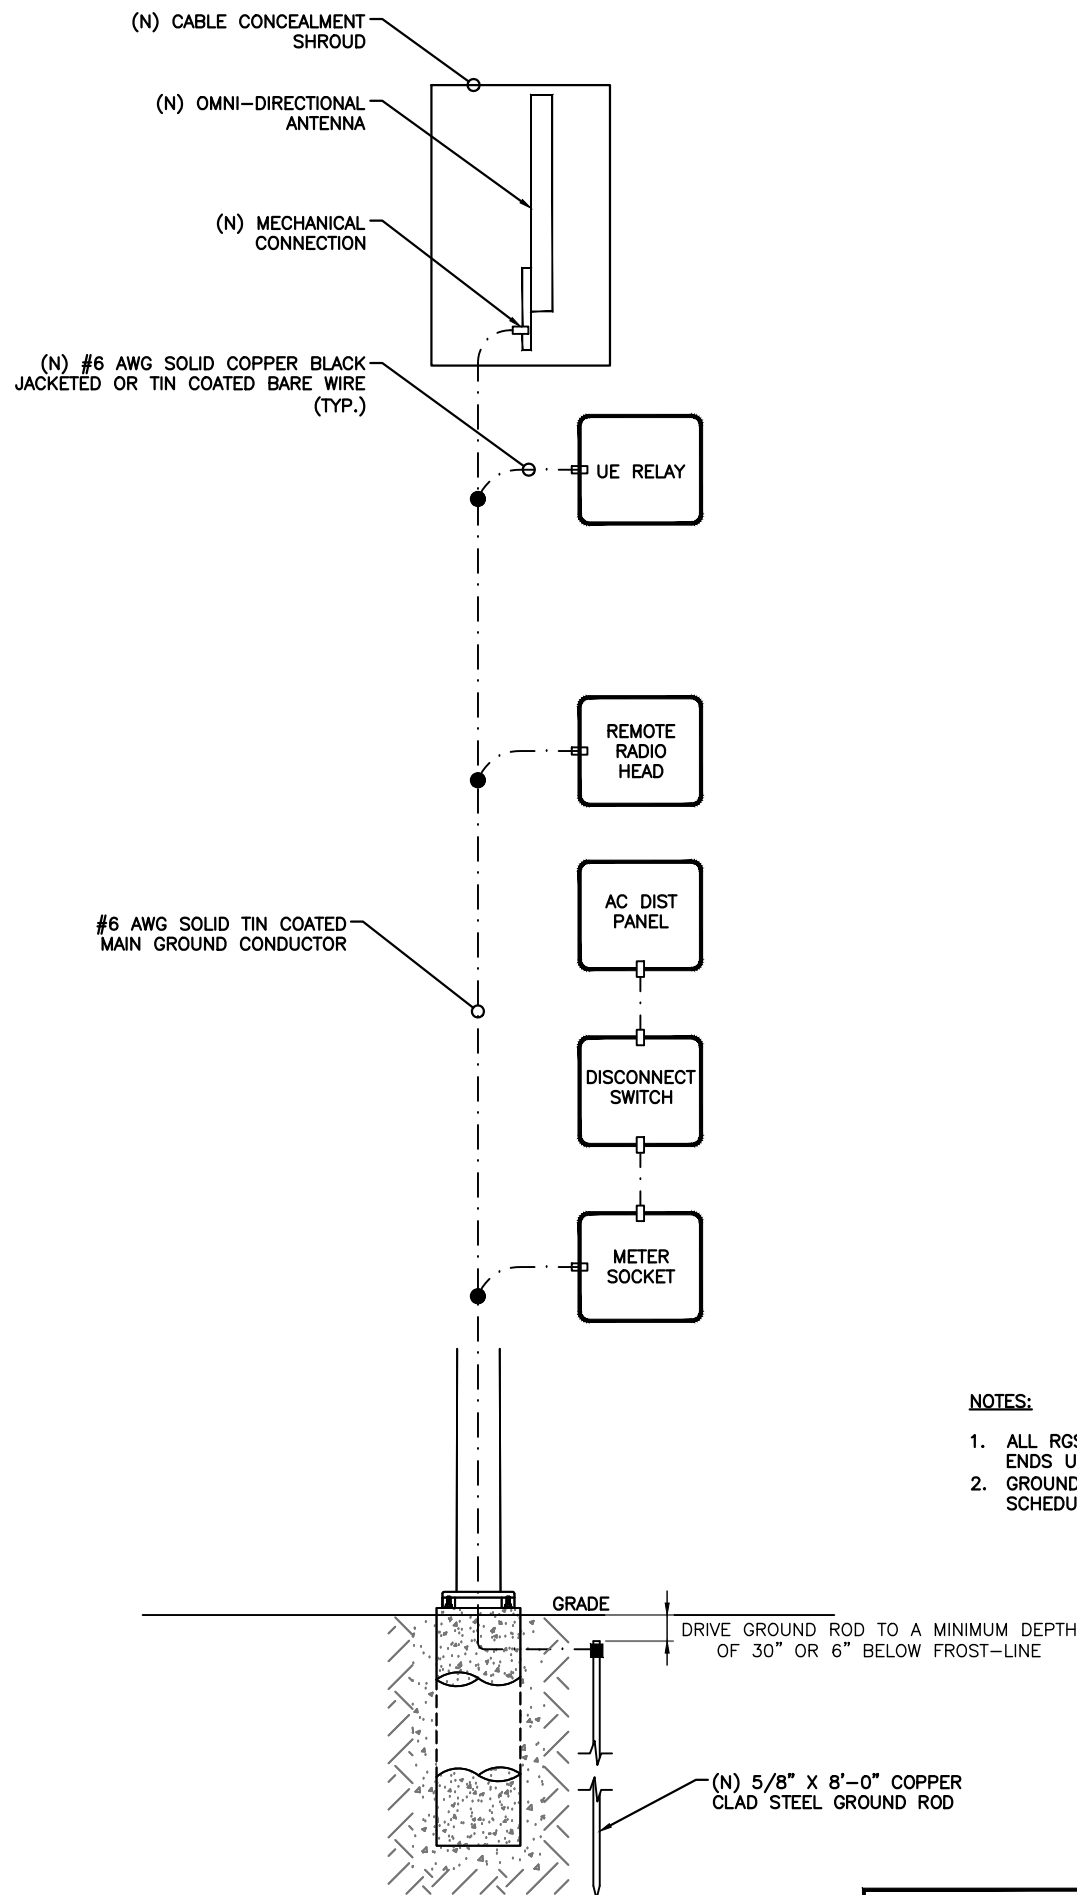 (N) CABLE CONCEALMENT
SHROUD
(N) OMNI-DIRECTIONAL
ANTENNA
(N) MECHANICAL
CONNECTION
(N) #6 AWG SOLID COPPER BLACK
JACKETED OR TIN COATED BARE WIRE
(TYP.)
UE RELAY
REMOTE
RADIO
HEAD
AC DIST
PANEL
#6 AWG SOLID TIN COATED
MAIN GROUND CONDUCTOR
DISCONNECT
SWITCH
METER
SOCKET
NOTES:
1. ALL
ENDS
2. GROUND
GRADE
DRIVE GROUND ROD TO A MINIMUM DEPTH
OF 30" OR 6" BELOW FROST-LINE
(N) 5/8" X 8'-0" COPPER
CLAD STEEL GROUND ROD